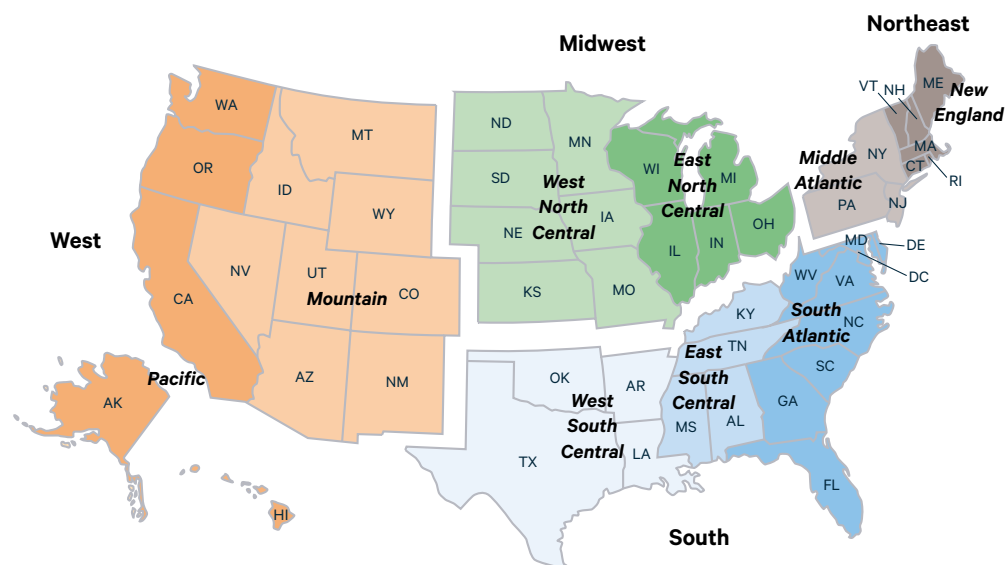 Northeast
Midwest
ME
New
England
VT
NH
WA
ND
MT
MN
MA
NY
CT
WI
East
North
Central
Middle
Atlantic
OR
SD
MI
RI
ID
West
North
Central
PA
NJ
WY
IA
OH
NE
West
MD
DE
IL
IN
NV
UT
WV
DC
VA
CO
KS
MO
CA
Mountain
KY
South
Atlantic
NC
TN
East
South
Central
SC
Pacific
AZ
NM
OK
AR
AK
West
South
Central
GA
MS
AL
TX
LA
FL
HI
South